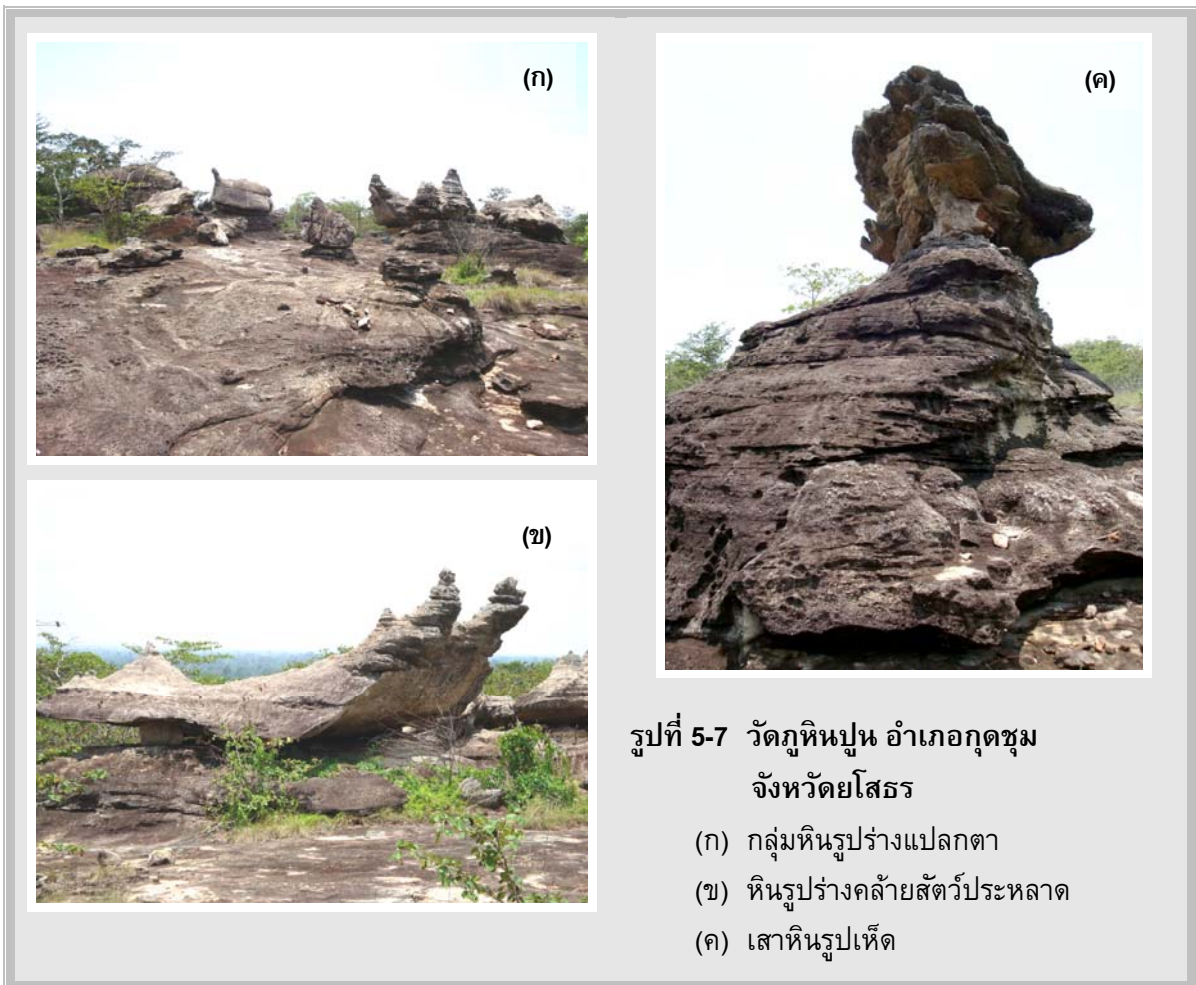 (ก)
(ค)
(ข)
รูปที่ 5-7 วัดภูหินปูน อำเภอกุดชุม
จังหวัดยโสธร
(ก) กลุ่มหินรูปร่างแปลกตา
(ข) หินรูปร่างคล้ายสัตว์ประหลาด
(ค) เสาหินรูปเห็ด